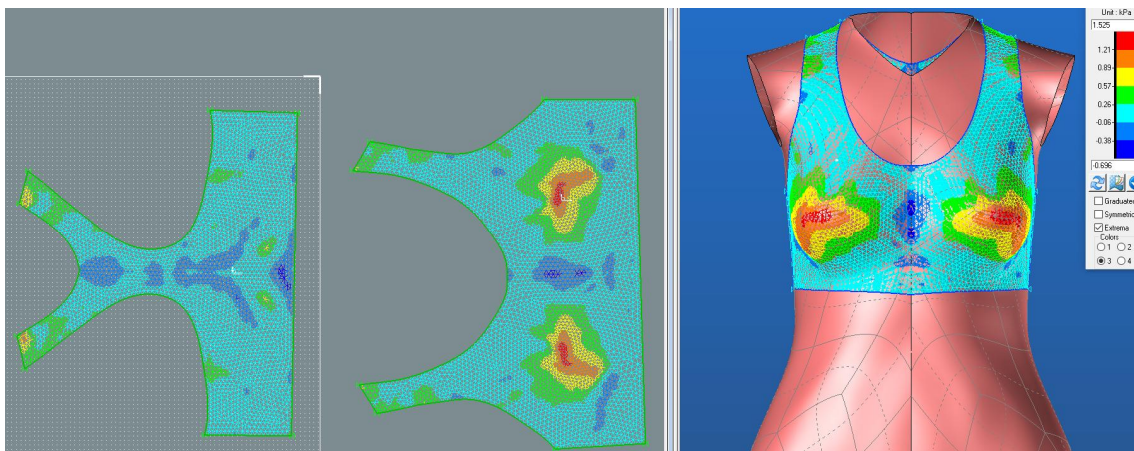 Unit : kPa
1.525
1.21
0.89
0.57
0.26
-0.06
-0.38
-0.696
Graduated
Symmetric
Extrema
Colors
1 2
3 4